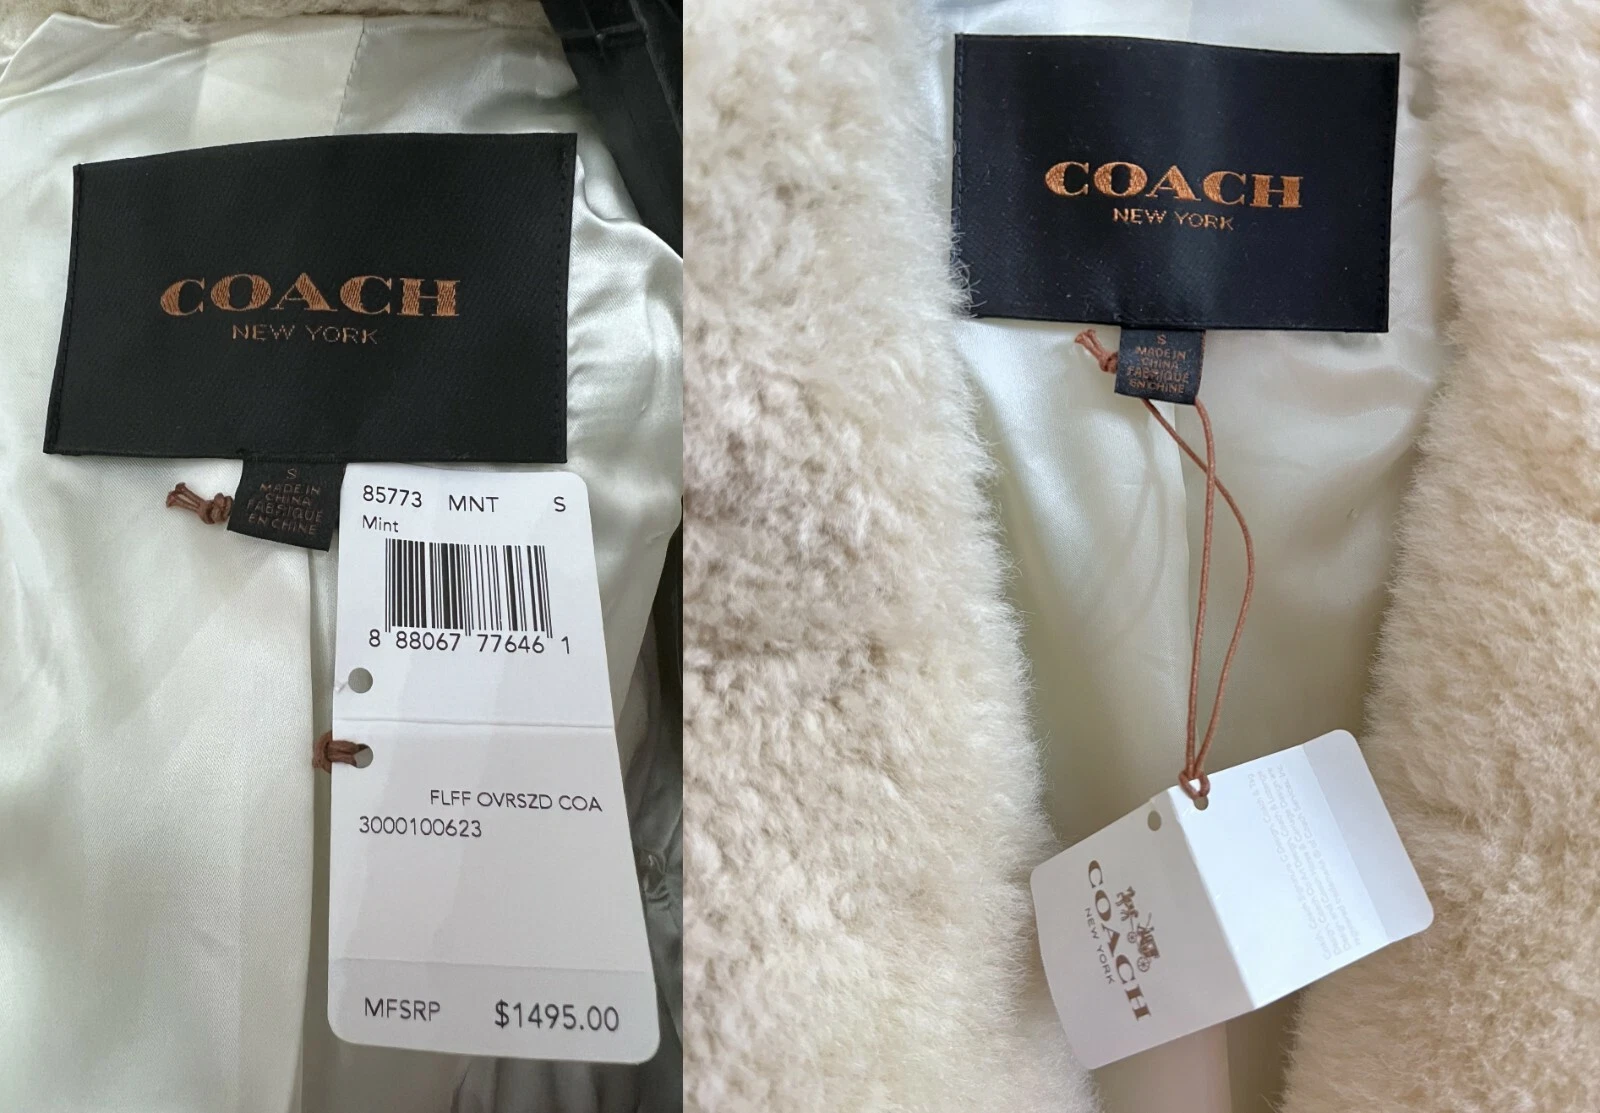 COACH
NEW YORK
S
MADE IN
CHINA
FABRIQUE
EN CHINE
85773 MNT S
Mint
8 88067 77646 1
FLFF OVRSZD COA
3000100623
MFSRP $1495.00
COACH
NEW YORK
S
MADE IN
CHINA
FABRIQUE
EN CHINE
COACH
NEW YORK